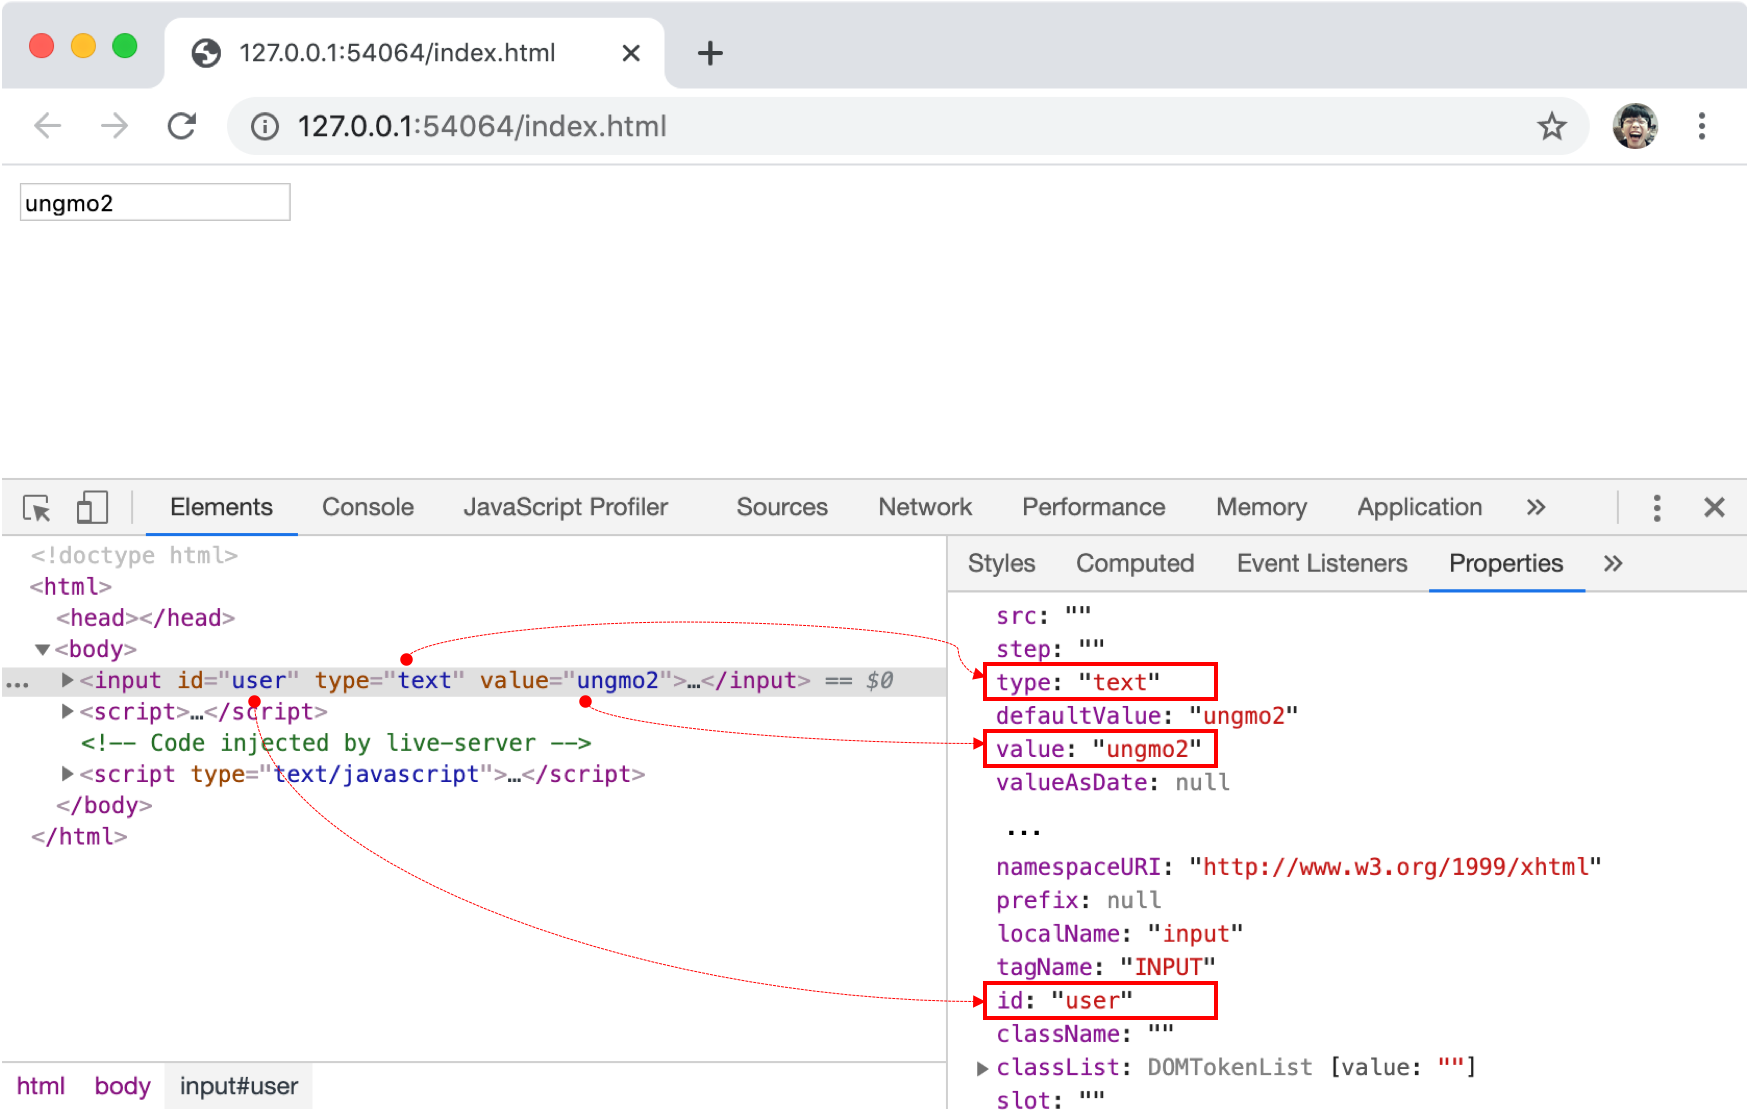 127.0.0.1:54064/index.html
127.0.0.1:54064/index.html
ungmo2
Elements Console JavaScript Profiler Sources Network Performance Memory Application »
<!doctype html>
<html>
<head></head>
▼<body>
... ▶<input id="user" type="text" value="ungmo2">…</input> == $0
▶<script>…</script>
<!-- Code injected by live-server -->
▶<script type="text/javascript">…</script>
</body>
</html>
html body input#user
Styles Computed Event Listeners Properties »
src: ""
step: ""
type: "text"
defaultValue: "ungmo2"
value: "ungmo2"
valueAsDate: null
...
namespaceURI: "http://www.w3.org/1999/xhtml"
prefix: null
localName: "input"
tagName: "INPUT"
id: "user"
className: ""
▶classList: DOMTokenList [value: ""]
slot: ""